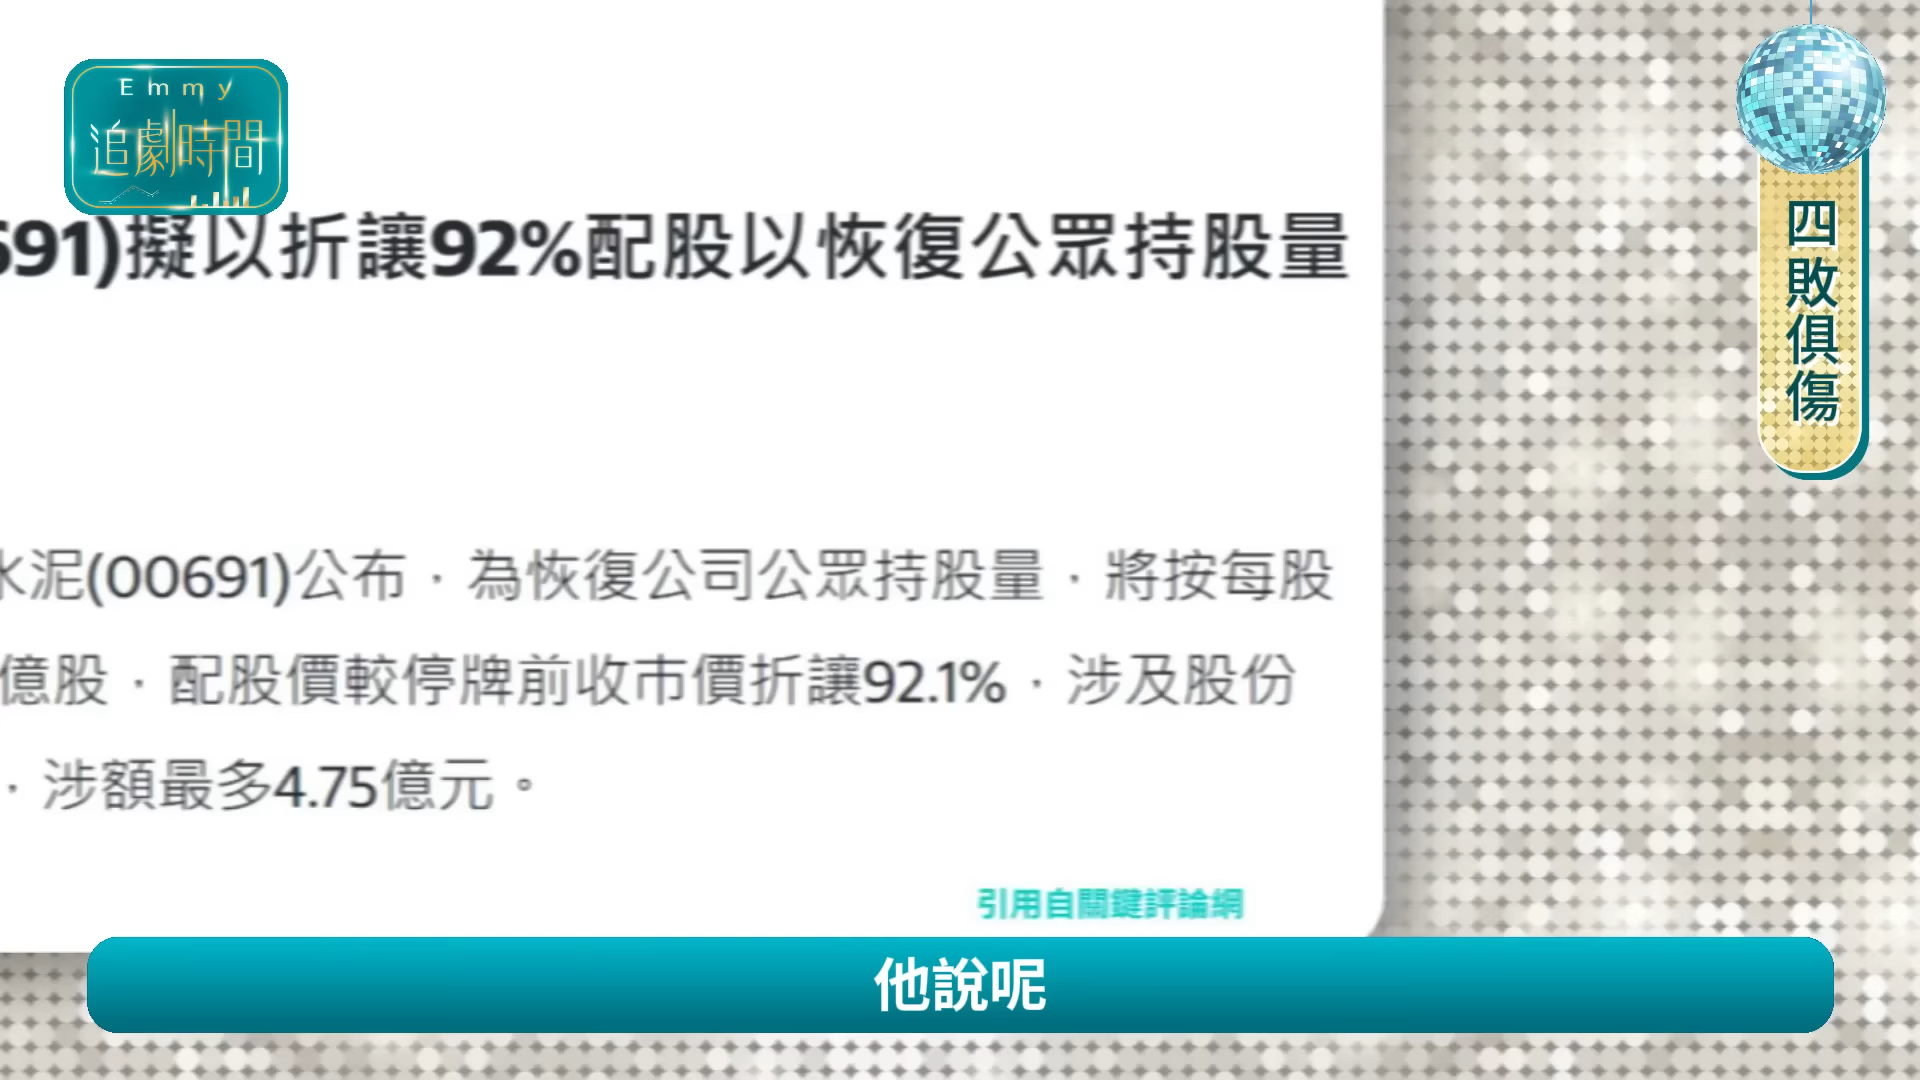 Emmy
追劇時間
691)擬以折讓92%配股以恢復公眾持股量
水泥(00691)公布，為恢復公司公眾持股量，將按每股
億股，配股價較停牌前收市價折讓92.1%，涉及股份
，涉額最多4.75億元。
引用自關鍵評論網
四敗俱傷
他說呢